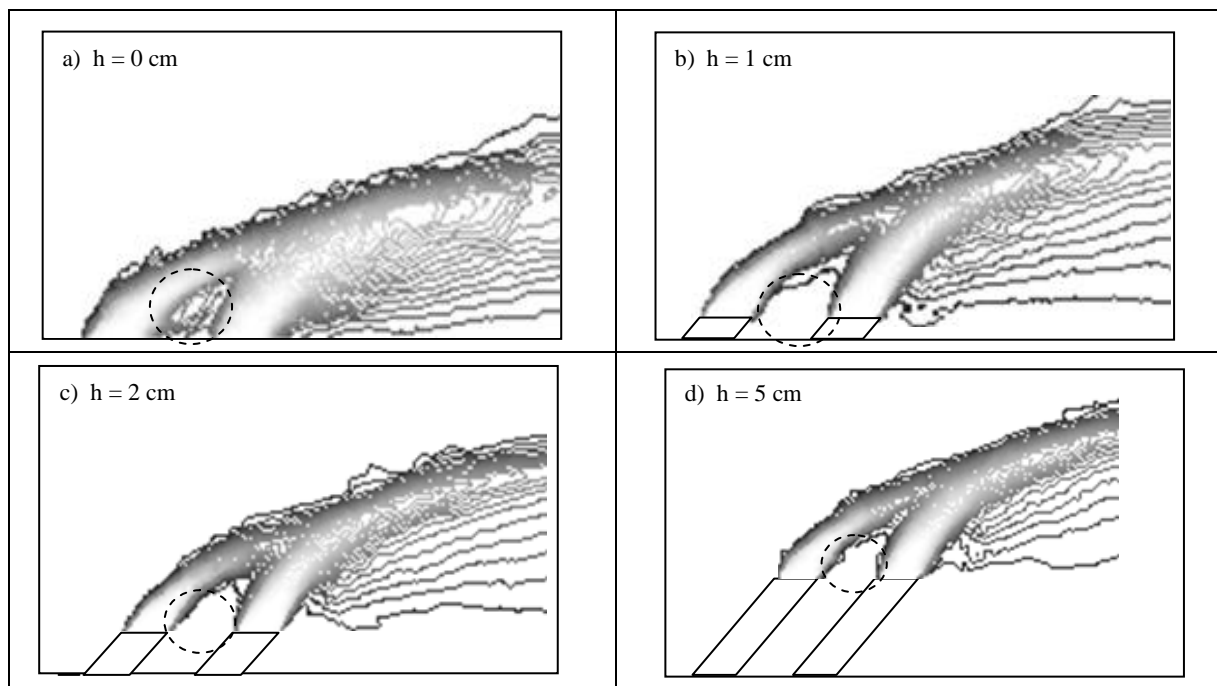 a) h = 0 cm
b) h = 1 cm
c) h = 2 cm
d) h = 5 cm